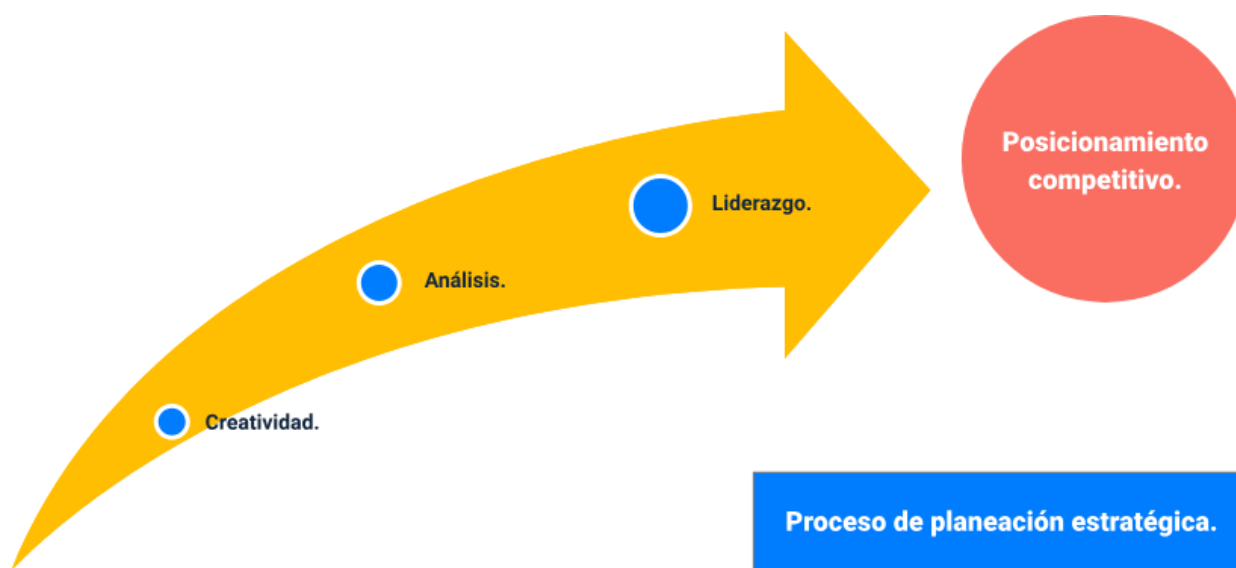 Posicionamiento
competitivo.
Liderazgo.
Análisis.
Creatividad.
Proceso de planeación estratégica.